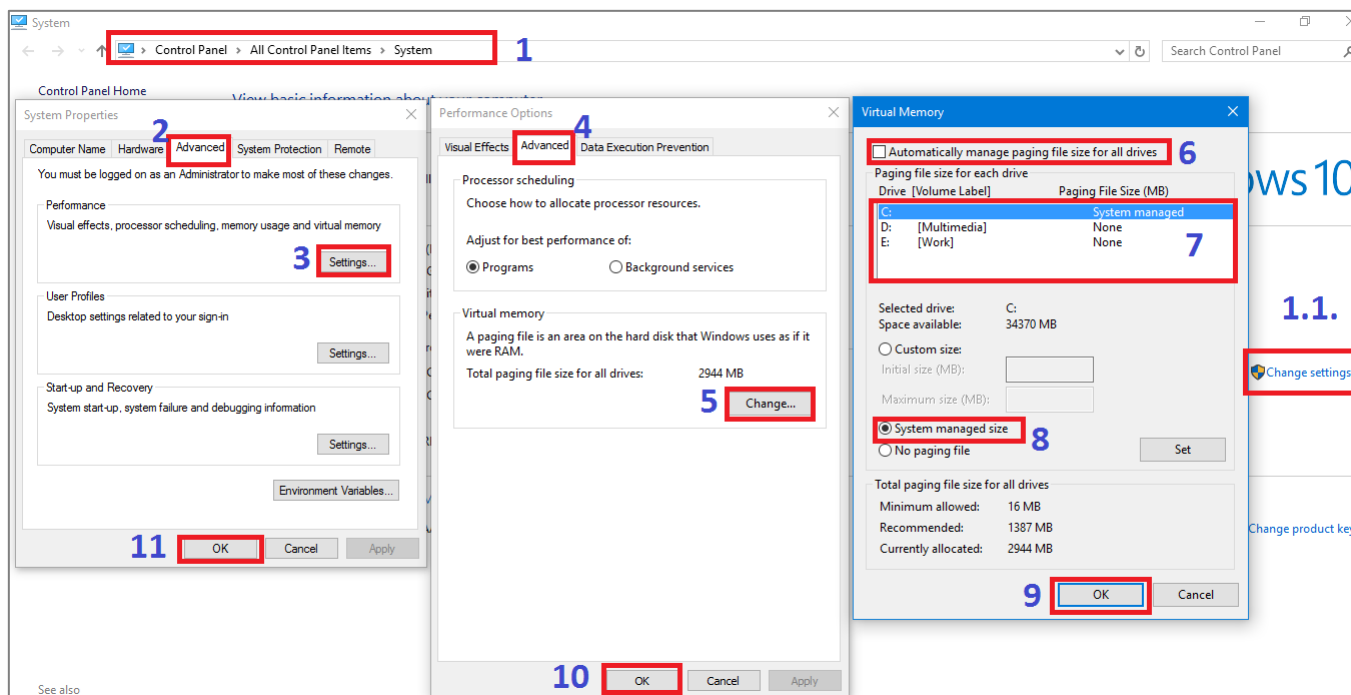 System
Control Panel > All Control Panel Items > System
1
Search Control Panel
Control Panel Home
View basic information about your computer
System Properties
2
Computer Name Hardware Advanced System Protection Remote
You must be logged on as an Administrator to make most of these changes.
Performance
Visual effects, processor scheduling, memory usage and virtual memory
3 Settings...
User Profiles
Desktop settings related to your sign-in
Settings...
Start-up and Recovery
System start-up, system failure and debugging information
Settings...
Environment Variables...
11 OK Cancel Apply
See also
Performance Options
4
Visual Effects Advanced Data Execution Prevention
Processor scheduling
Choose how to allocate processor resources.
Adjust for best performance of:
Programs Background services
Virtual memory
A paging file is an area on the hard disk that Windows uses as if it
were RAM.
Total paging file size for all drives: 2944 MB
5 Change...
10 OK Cancel Apply
Virtual Memory
Automatically manage paging file size for all drives 6
Paging file size for each drive
Drive [Volume Label] Paging File Size (MB)
C: System managed
D: [Multimedia] None
E: [Work] None
7
Selected drive: C:
Space available: 34370 MB
Custom size:
Initial size (MB):
Maximum size (MB):
System managed size 8
No paging file Set
Total paging file size for all drives
Minimum allowed: 16 MB
Recommended: 1387 MB
Currently allocated: 2944 MB
9 OK Cancel
ows 10
1.1.
Change settings
Change product key